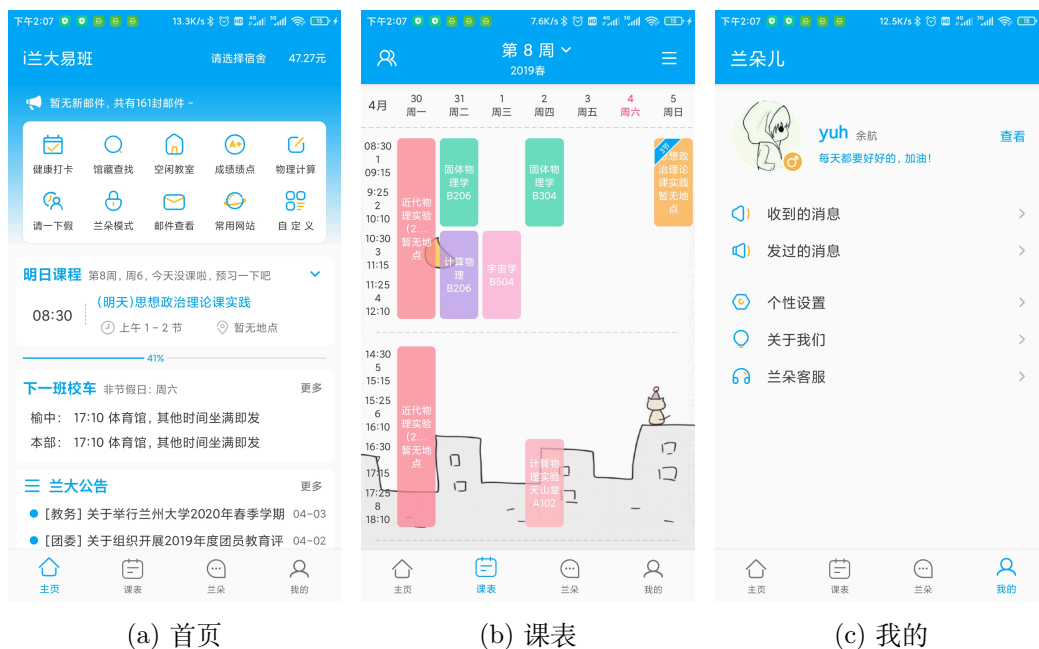 下午2:07
13.3K/s
i兰大易班
请选择宿舍
47.27元
暂无新邮件，共有161封邮件 ~
健康打卡
馆藏查找
空闲教室
成绩绩点
物理计算
请一下假
兰朵模式
邮件查看
常用网站
自 定 义
明日课程 第8周，周6，今天没课啦，预习一下吧
08:30
(明天)思想政治理论课实践
上午 1 - 2 节
暂无地点
41%
下一班校车 非节假日：周六
更多
榆中： 17:10 体育馆，其他时间坐满即发
本部： 17:10 体育馆，其他时间坐满即发
兰大公告
更多
[教务] 关于举行兰州大学2020年春季学期 04-03
[团委] 关于组织开展2019年度团员教育评 04-02
主页
课表
兰朵
我的
(a) 首页
下午2:07
7.6K/s
第 8 周
2019春
4月
30
周一
31
周二
1
周三
2
周四
3
周五
4
周六
5
周日
08:30
1
09:15
9:25
2
10:10
10:30
3
11:15
11:25
4
12:10
14:30
5
15:15
15:25
6
16:10
16:30
7
17:15
17:25
8
18:10
近代物
理实验
(2...
暂无地
点
固体物
理学
B206
计算物
理
B206
宇宙学
B504
固体物
理学
B304
思想政
治理论
课实践
暂无地
点
近代物
理实验
(2...
暂无地
点
计算物
理实验
天山堂
A102
主页
课表
兰朵
我的
(b) 课表
下午2:07
12.5K/s
兰朵儿
yuh 余航
每天都要好好的，加油！
查看
收到的消息
发过的消息
个性设置
关于我们
兰朵客服
主页
课表
兰朵
我的
(c) 我的